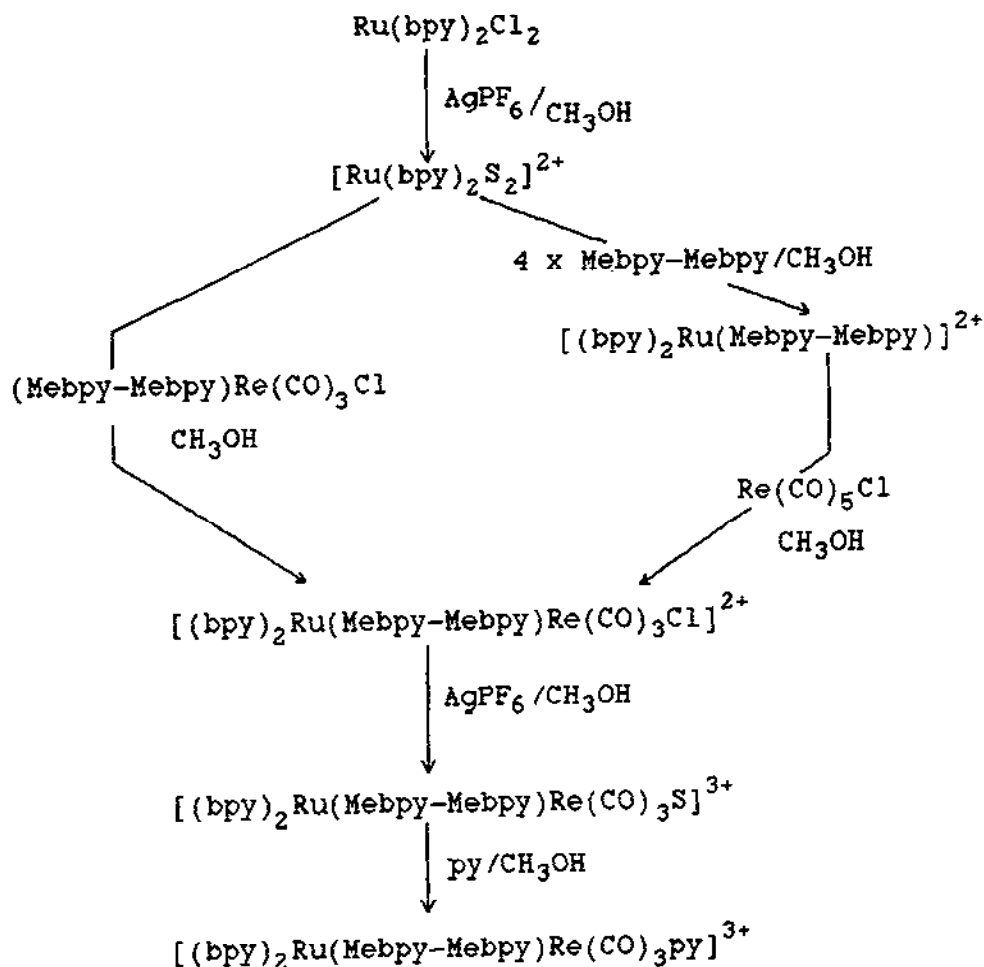 Ru(bpy)₂Cl₂
AgPF₆/CH₃OH
[Ru(bpy)₂S₂]²⁺
4 x Mebpy-Mebpy/CH₃OH
[(bpy)₂Ru(Mebpy-Mebpy)]²⁺
(Mebpy-Mebpy)Re(CO)₃Cl
CH₃OH
Re(CO)₅Cl
CH₃OH
[(bpy)₂Ru(Mebpy-Mebpy)Re(CO)₃Cl]²⁺
AgPF₆/CH₃OH
[(bpy)₂Ru(Mebpy-Mebpy)Re(CO)₃S]³⁺
py/CH₃OH
[(bpy)₂Ru(Mebpy-Mebpy)Re(CO)₃py]³⁺